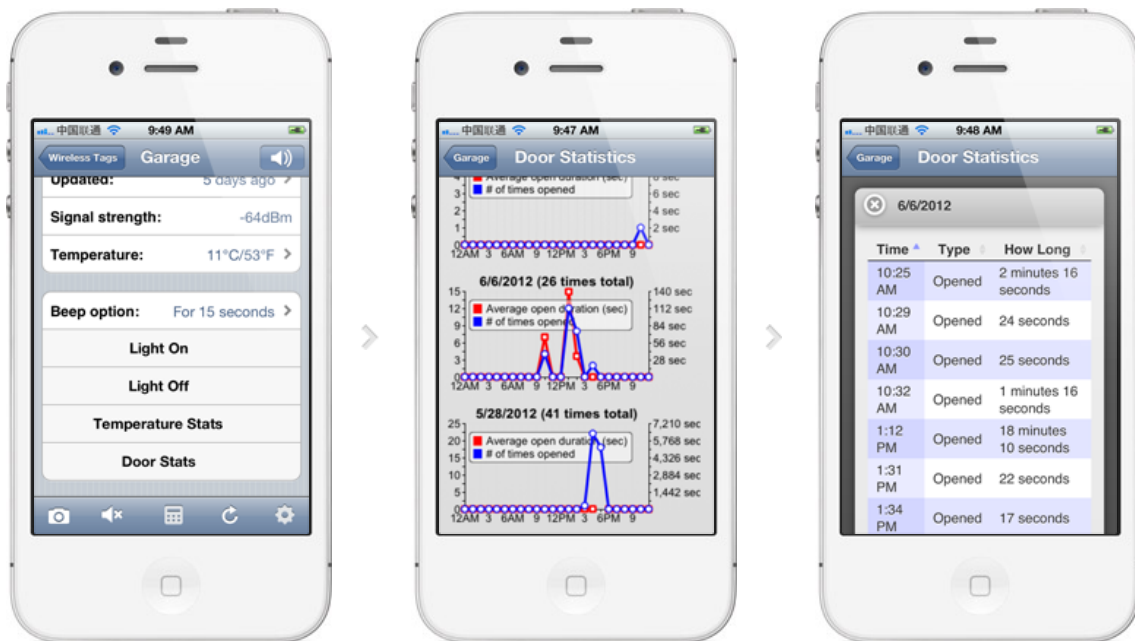 中国联通 9:49 AM
Wireless Tags Garage
Updated: 5 days ago
Signal strength: -64dBm
Temperature: 11°C/53°F
Beep option: For 15 seconds
Light On
Light Off
Temperature Stats
Door Stats
中国联通 9:47 AM
Garage Door Statistics
4 Average open duration (sec) 8 sec
3 # of times opened 6 sec
2 4 sec
1 2 sec
0
12AM 3 6AM 9 12PM 3 6PM 9
6/6/2012 (26 times total)
15 140 sec
12 Average open duration (sec) 112 sec
9 # of times opened 84 sec
6 56 sec
3 28 sec
0
12AM 3 6AM 9 12PM 3 6PM 9
5/28/2012 (41 times total)
25 7,210 sec
20 Average open duration (sec) 5,768 sec
15 # of times opened 4,326 sec
10 2,884 sec
5 1,442 sec
0
12AM 3 6AM 9 12PM 3 6PM 9
中国联通 9:48 AM
Garage Door Statistics
6/6/2012
Time Type How Long
10:25 AM Opened 2 minutes 16 seconds
10:29 AM Opened 24 seconds
10:30 AM Opened 25 seconds
10:32 AM Opened 1 minutes 16 seconds
1:12 PM Opened 18 minutes 10 seconds
1:31 PM Opened 22 seconds
1:34 PM Opened 17 seconds